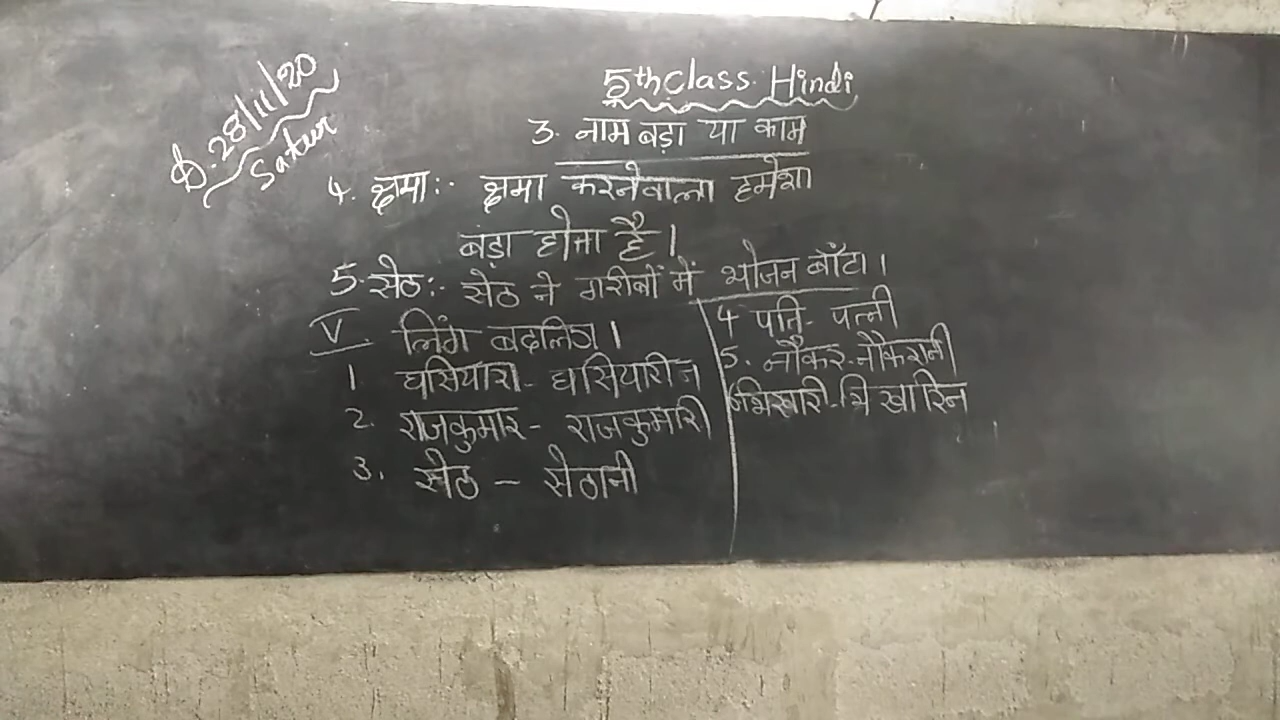 D. 28/11/20
Satur
5th class Hindi
3. नाम बड़ा या काम
4. क्षमा :- क्षमा करनेवाला हमेशा
बड़ा होता है।
5. सेठ :- सेठ ने गरीबों में भोजन बाँटा।
V. लिंग बदलिए।
1 घसियारा - घसियारीन
2. राजकुमार - राजकुमारी
3. सेठ - सेठानी
4 पति - पत्नी
5. नौकर - नौकरानी
6 भिखारी - भिखारिन